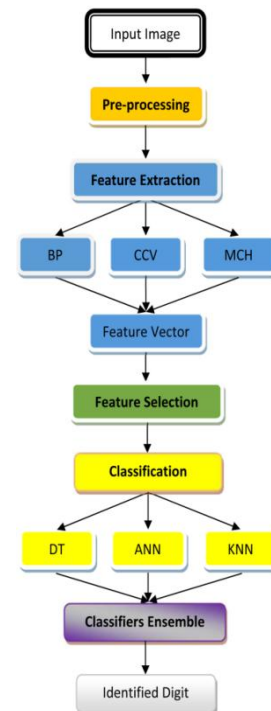 Input Image
Pre-processing
Feature Extraction
BP
CCV
MCH
Feature Vector
Feature Selection
Classification
DT
ANN
KNN
Classifiers Ensemble
Identified Digit